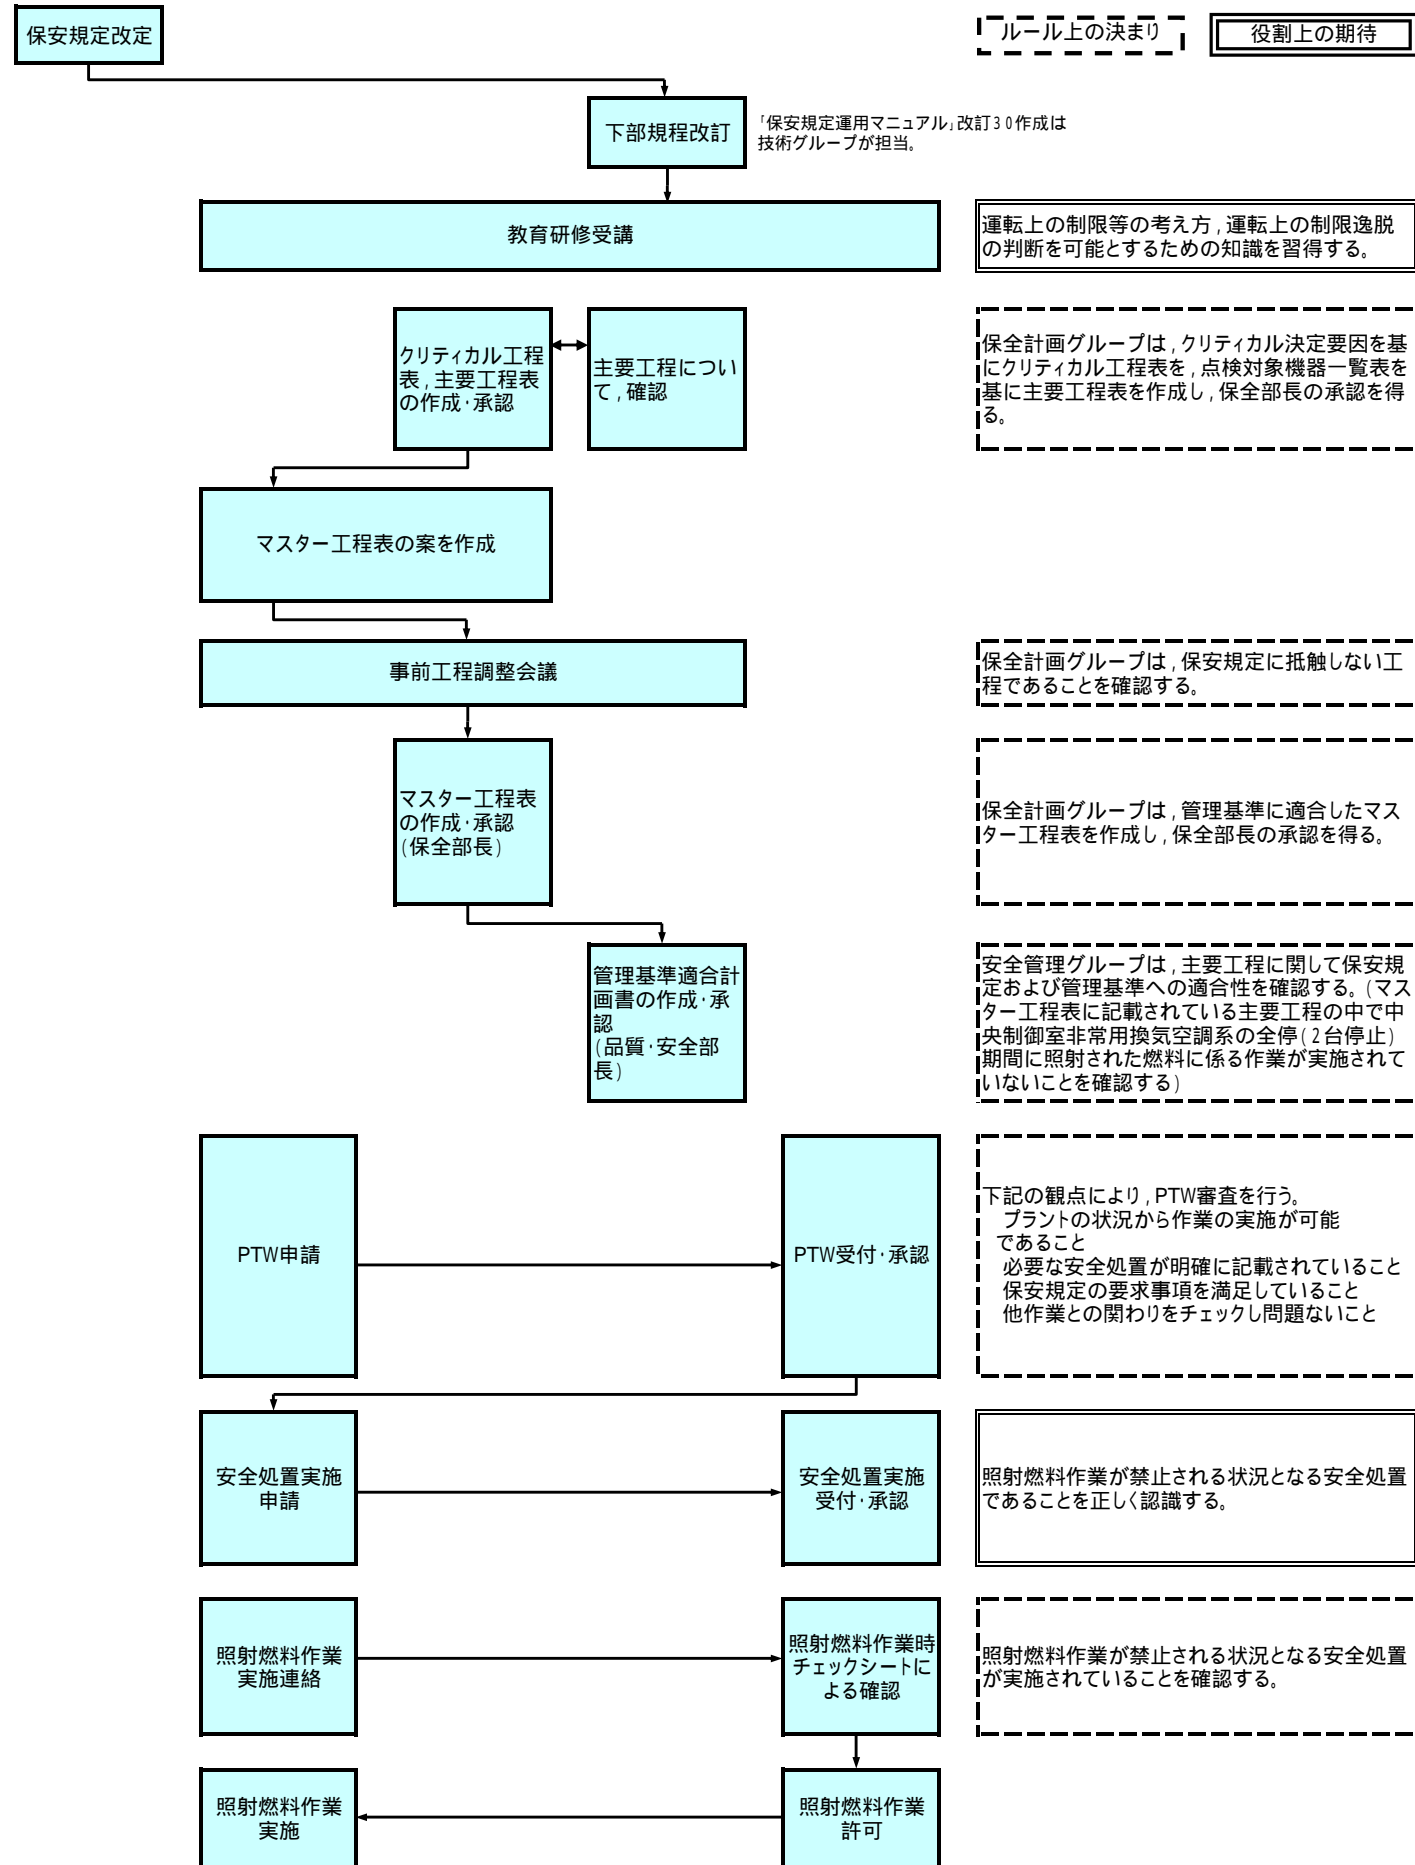 保安規定改定
ルール上の決まり
役割上の期待
下部規程改訂
「保安規定運用マニュアル」改訂30作成は
技術グループが担当。
教育研修受講
運転上の制限等の考え方,運転上の制限逸脱
の判断を可能とするための知識を習得する。
クリティカル工程
表,主要工程表
の作成・承認
主要工程につい
て,確認
保全計画グループは,クリティカル決定要因を基
にクリティカル工程表を,点検対象機器一覧表を
基に主要工程表を作成し,保全部長の承認を得
る。
マスター工程表の案を作成
事前工程調整会議
保全計画グループは,保安規定に抵触しない工
程であることを確認する。
マスター工程表
の作成・承認
(保全部長)
保全計画グループは,管理基準に適合したマス
ター工程表を作成し,保全部長の承認を得る。
管理基準適合計
画書の作成・承
認
(品質・安全部
長)
安全管理グループは,主要工程に関して保安規
定および管理基準への適合性を確認する。(マス
ター工程表に記載されている主要工程の中で中
央制御室非常用換気空調系の全停(2台停止)
期間に照射された燃料に係る作業が実施されて
いないことを確認する)
PTW申請
PTW受付・承認
下記の観点により,PTW審査を行う。
プラントの状況から作業の実施が可能
であること
必要な安全処置が明確に記載されていること
保安規定の要求事項を満足していること
他作業との関わりをチェックし問題ないこと
安全処置実施
申請
安全処置実施
受付・承認
照射燃料作業が禁止される状況となる安全処置
であることを正しく認識する。
照射燃料作業
実施連絡
照射燃料作業時
チェックシートに
よる確認
照射燃料作業が禁止される状況となる安全処置
が実施されていることを確認する。
照射燃料作業
実施
照射燃料作業
許可